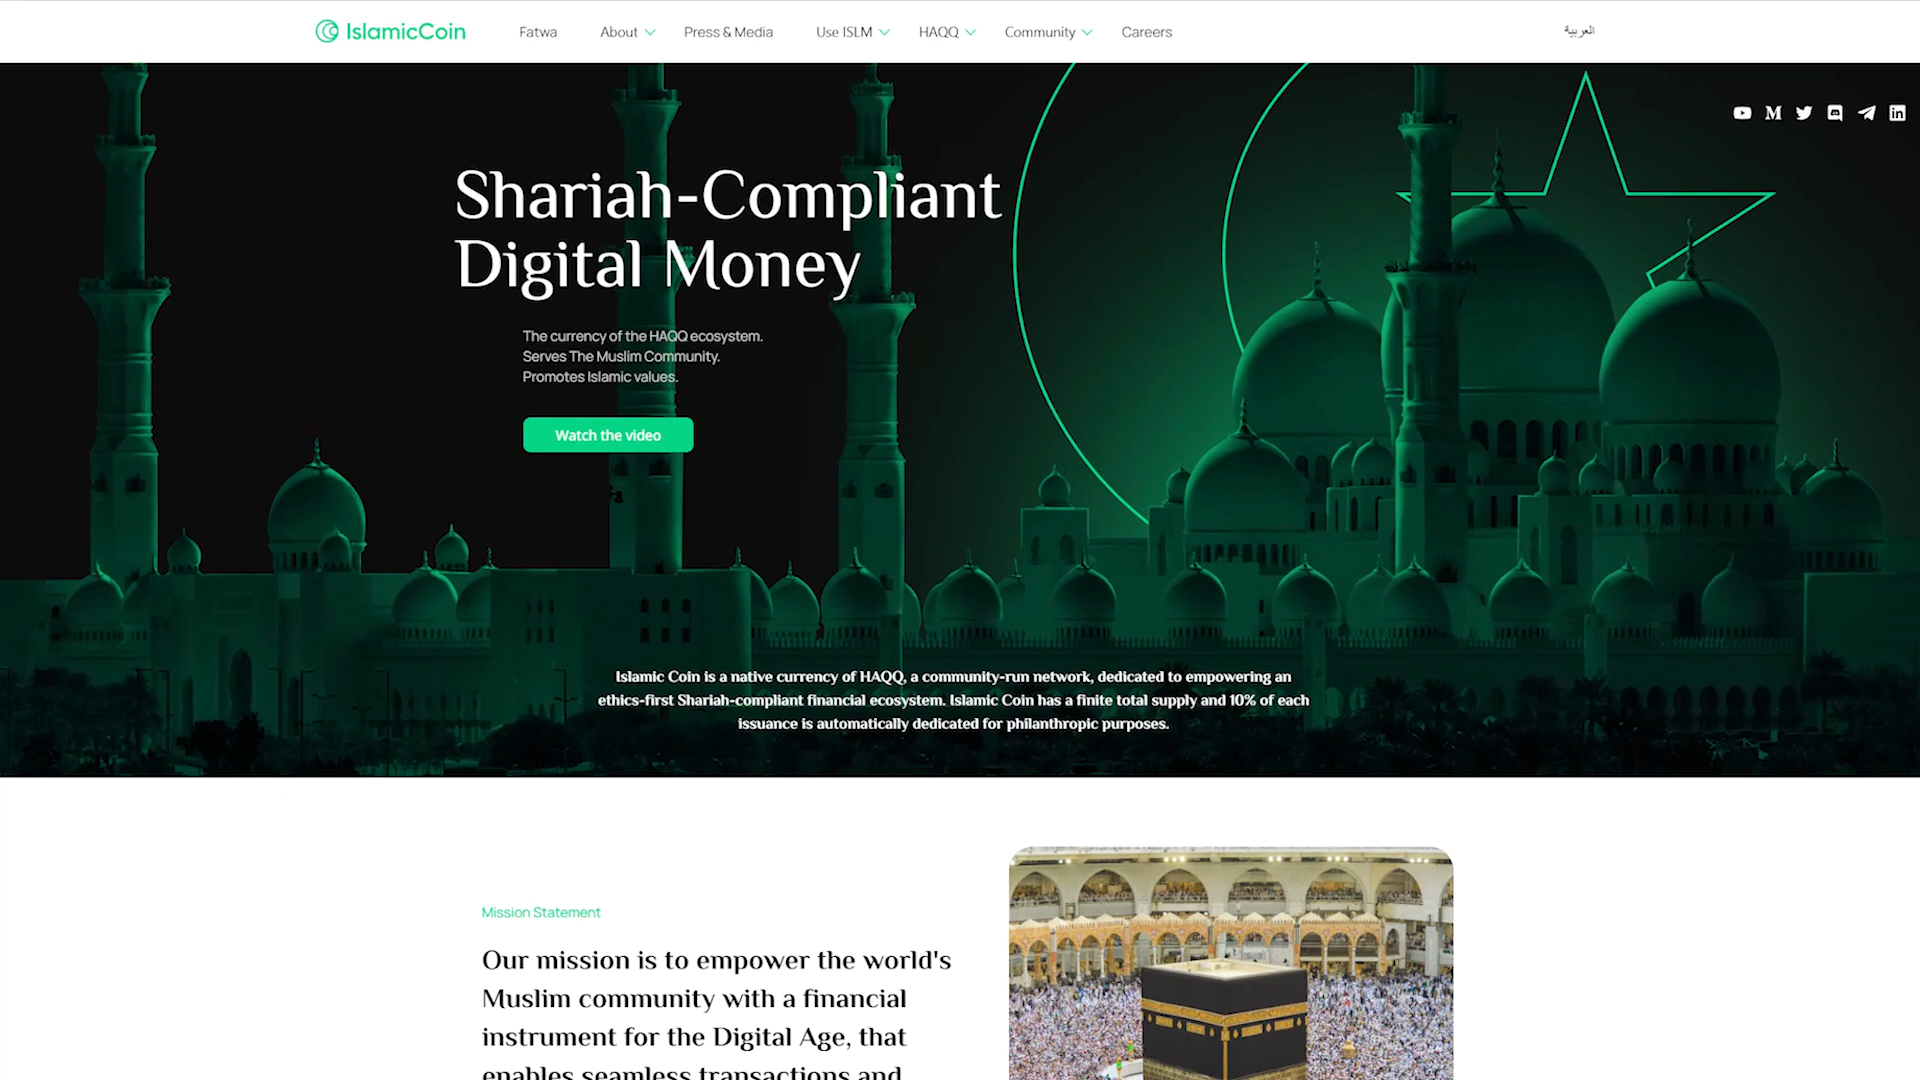 IslamicCoin
Fatwa
About
Press & Media
Use ISLM
HAQQ
Community
Careers
العربية
Shariah-Compliant
Digital Money
The currency of the HAQQ ecosystem.
Serves The Muslim Community.
Promotes Islamic values.
Watch the video
Islamic Coin is a native currency of HAQQ, a community-run network, dedicated to empowering an
ethics-first Shariah-compliant financial ecosystem. Islamic Coin has a finite total supply and 10% of each
issuance is automatically dedicated for philanthropic purposes.
Mission Statement
Our mission is to empower the world's
Muslim community with a financial
instrument for the Digital Age, that
enables seamless transactions and